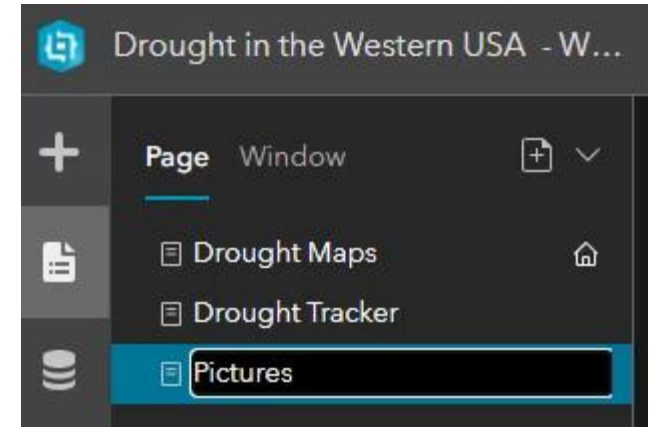 Drought in the Western USA - W...
Page Window
Drought Maps
Drought Tracker
Pictures